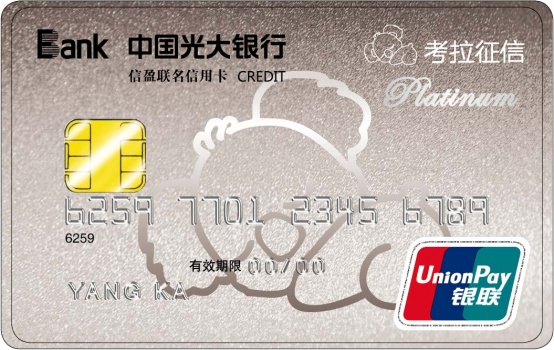 Bank 中国光大银行
考拉征信
信盈联名信用卡 CREDIT
Platinum
6259 7701 2345 6789
6259
有效期限 00/00
YANG KA
UnionPay
银联